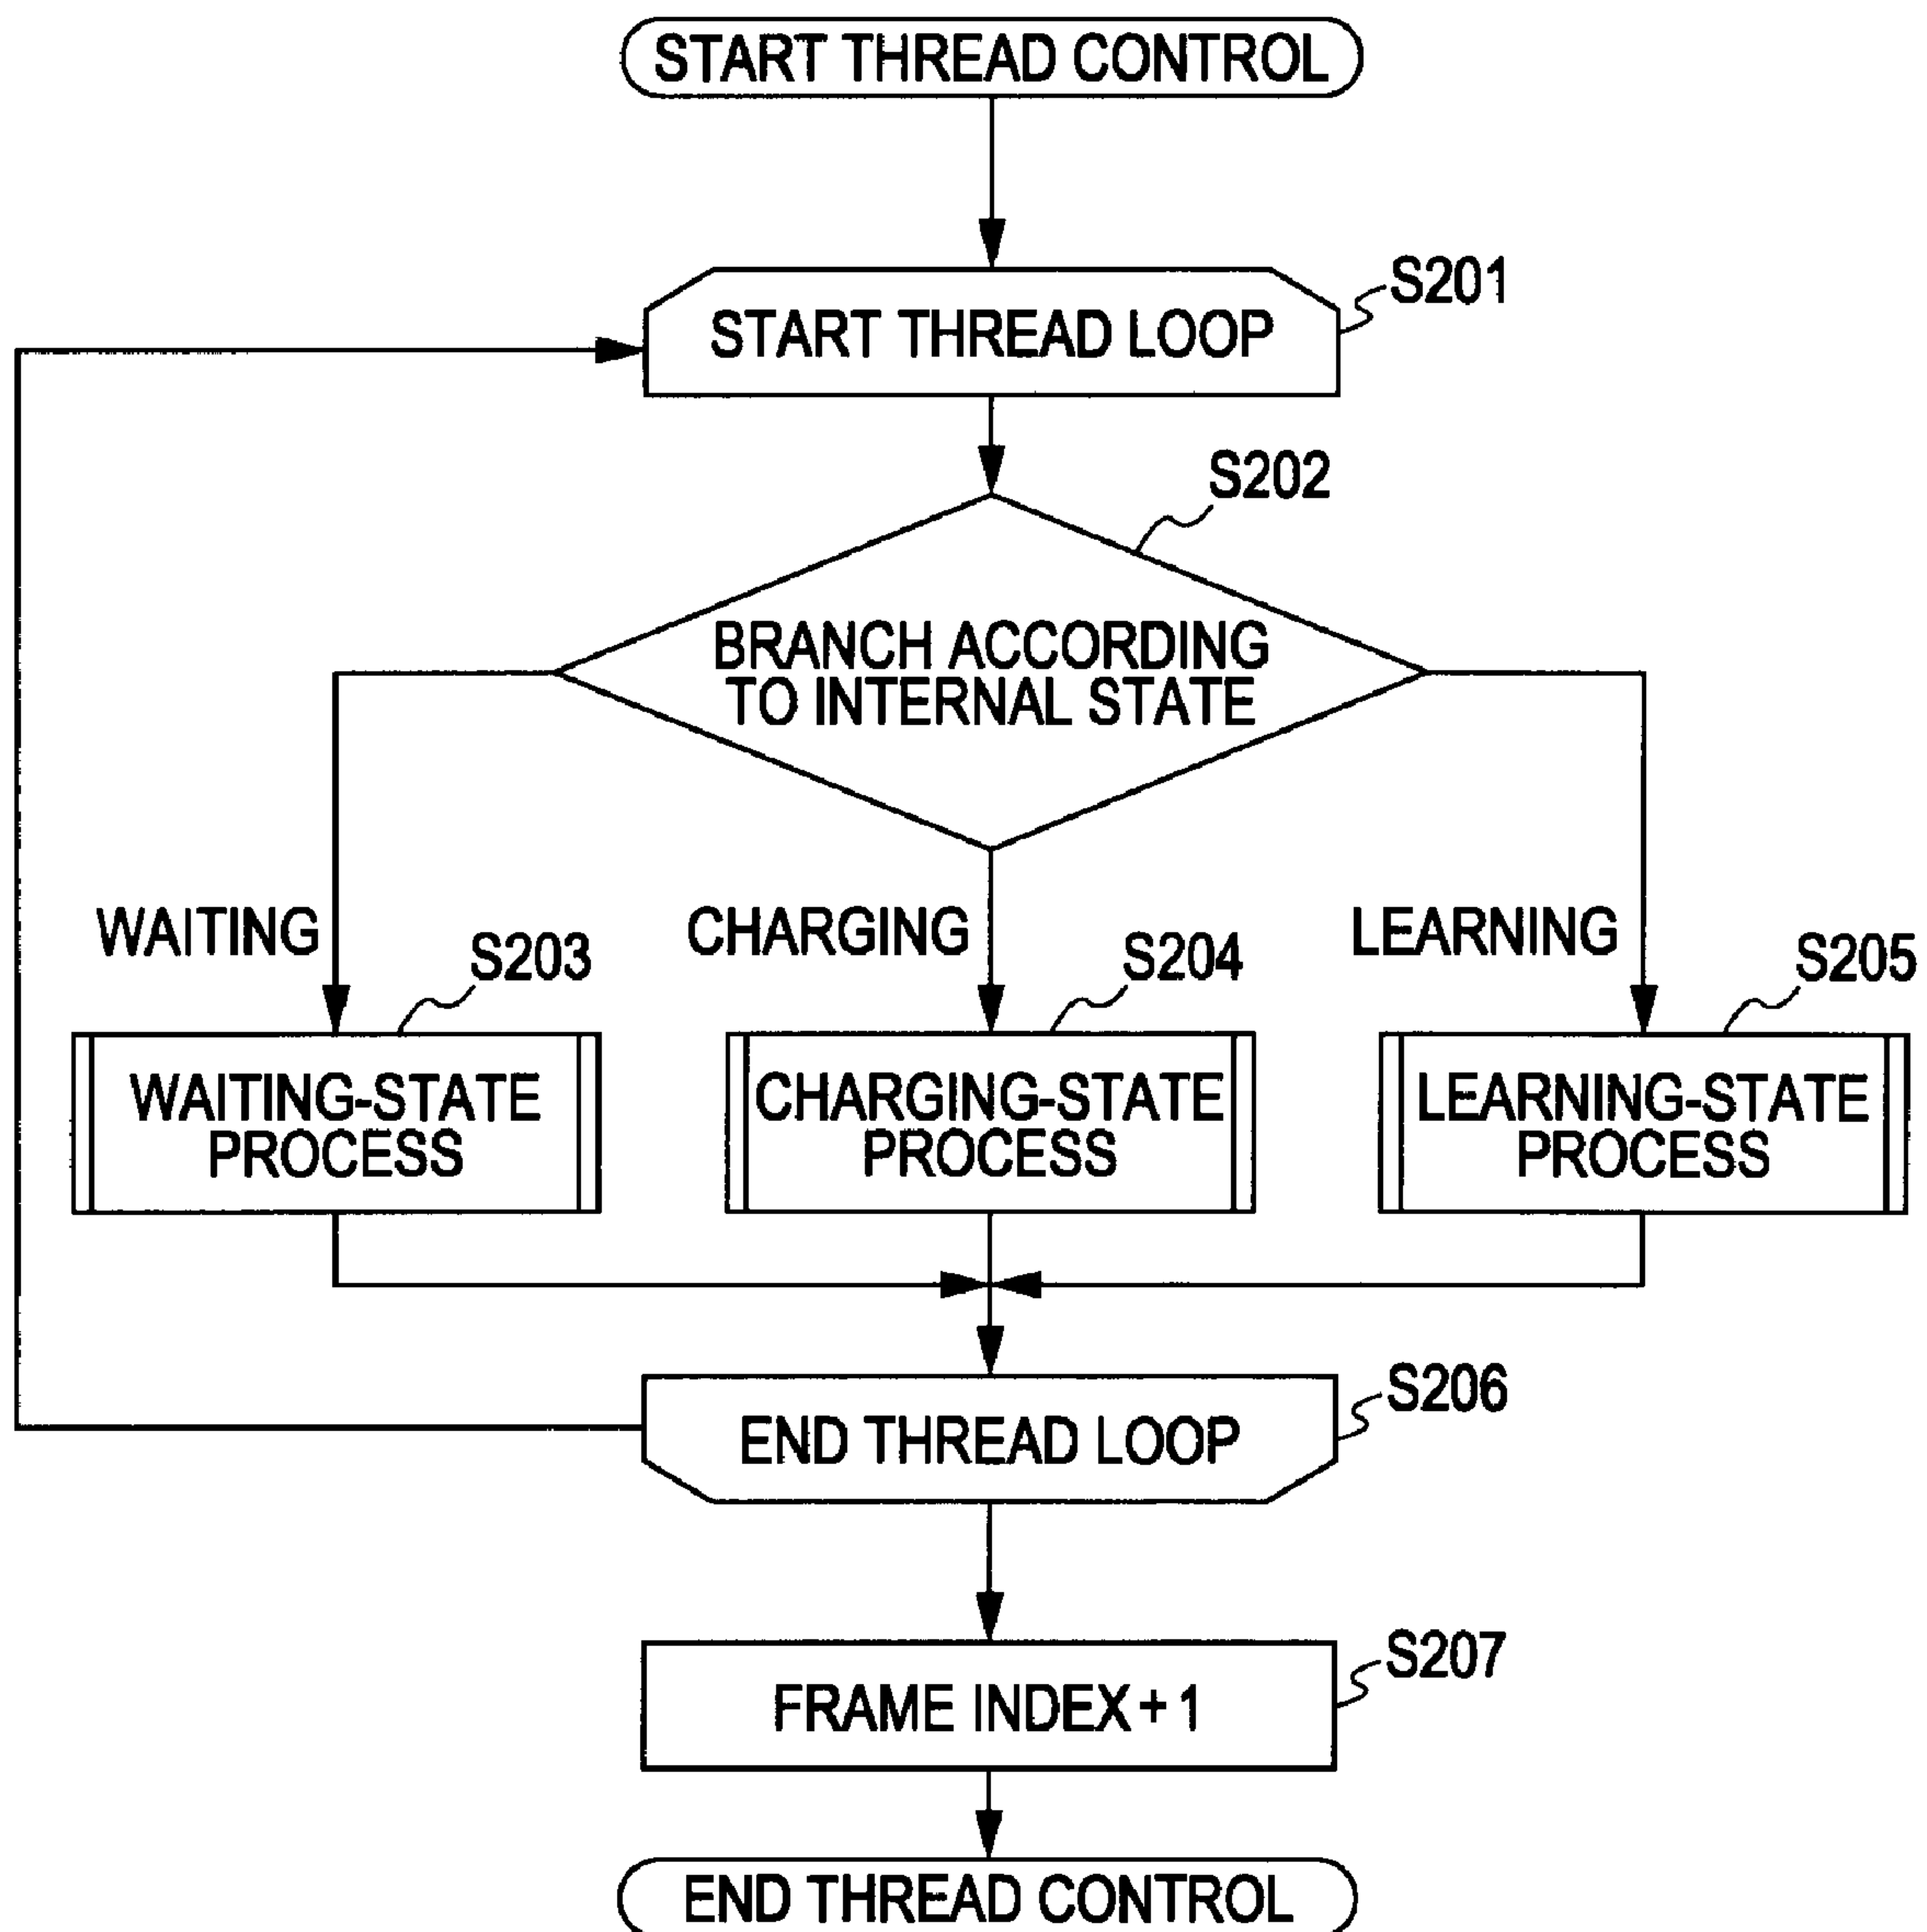 START THREAD CONTROL
S201
START THREAD LOOP
S202
BRANCH ACCORDING
TO INTERNAL STATE
WAITING
CHARGING
LEARNING
S203
S204
S205
WAITING-STATE
PROCESS
CHARGING-STATE
PROCESS
LEARNING-STATE
PROCESS
S206
END THREAD LOOP
S207
FRAME INDEX + 1
END THREAD CONTROL